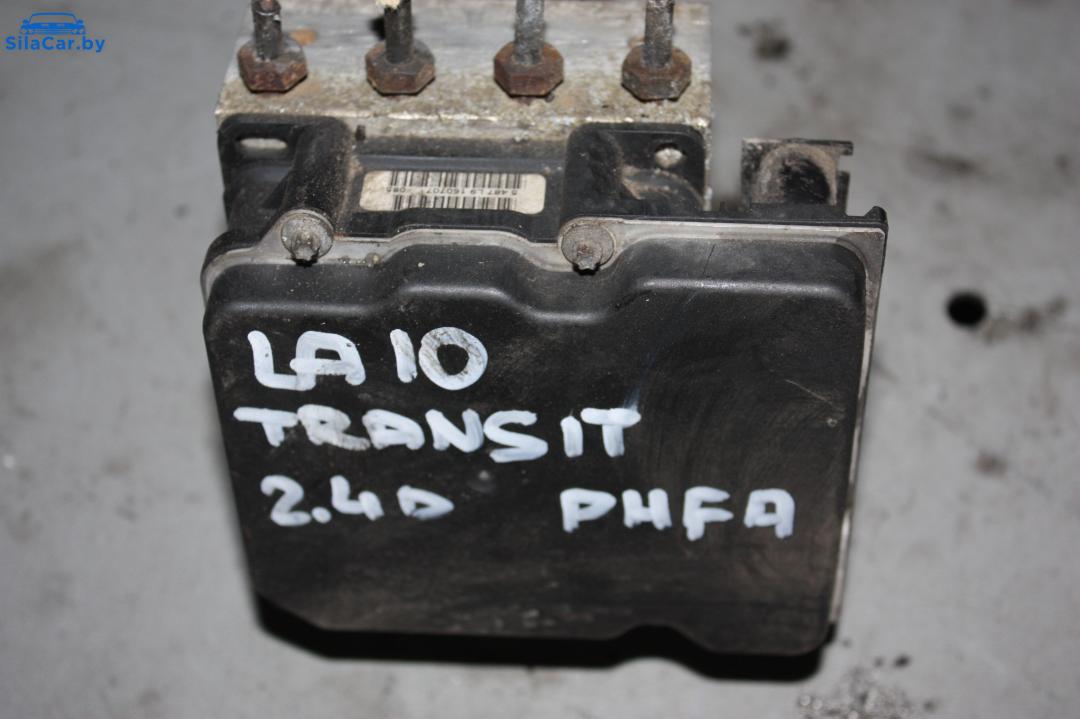 SilaCar.by
LA 10
TRANSIT
2.4D PHFA